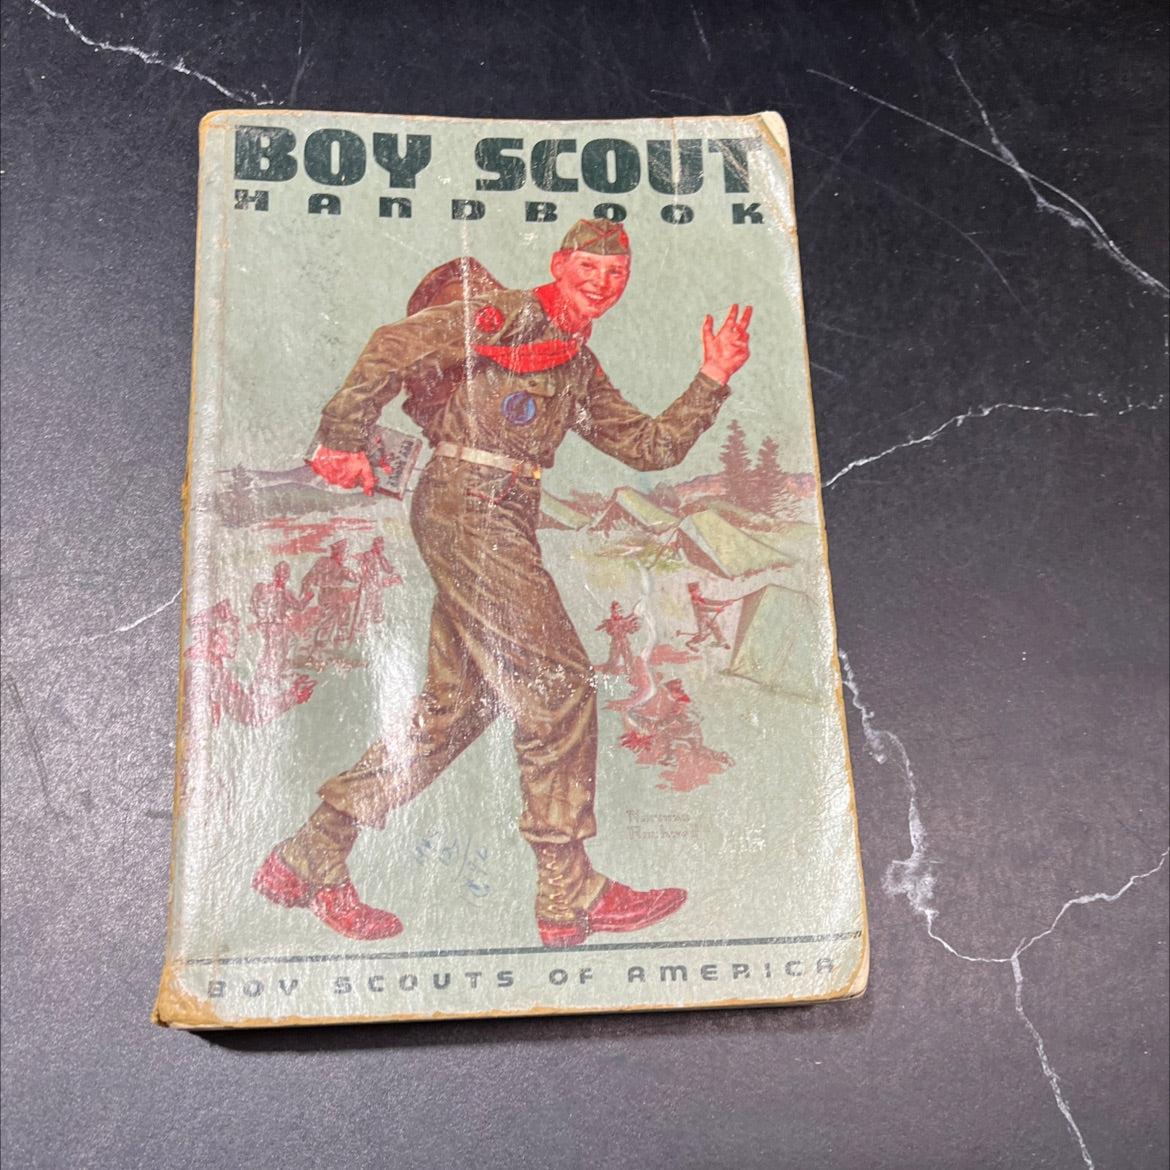 BOY SCOUT
HANDBOOK
Norman
Rockwell
BOY SCOUTS OF AMERICA